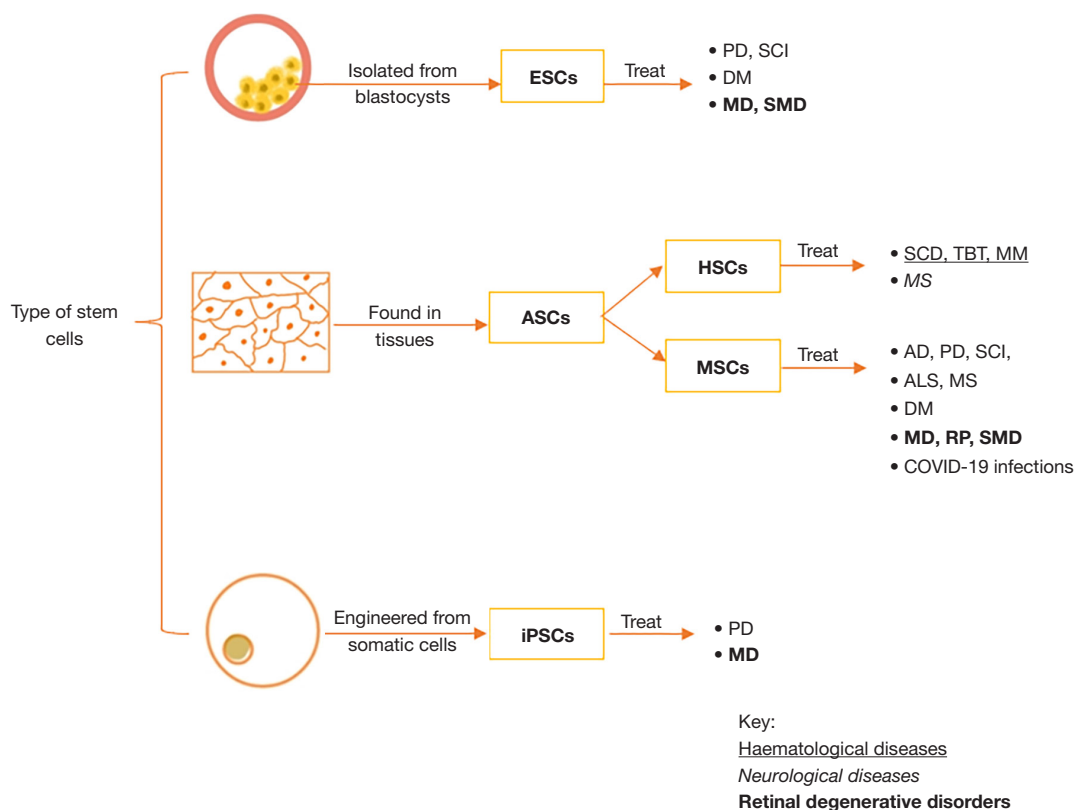 Type of stem
cells
Isolated from
blastocysts
ESCs
Treat
• PD, SCI
• DM
• MD, SMD
Found in
tissues
ASCs
HSCs
Treat
• SCD, TBT, MM
• MS
MSCs
Treat
• AD, PD, SCI,
• ALS, MS
• DM
• MD, RP, SMD
• COVID-19 infections
Engineered from
somatic cells
iPSCs
Treat
• PD
• MD
Key:
Haematological diseases
Neurological diseases
Retinal degenerative disorders